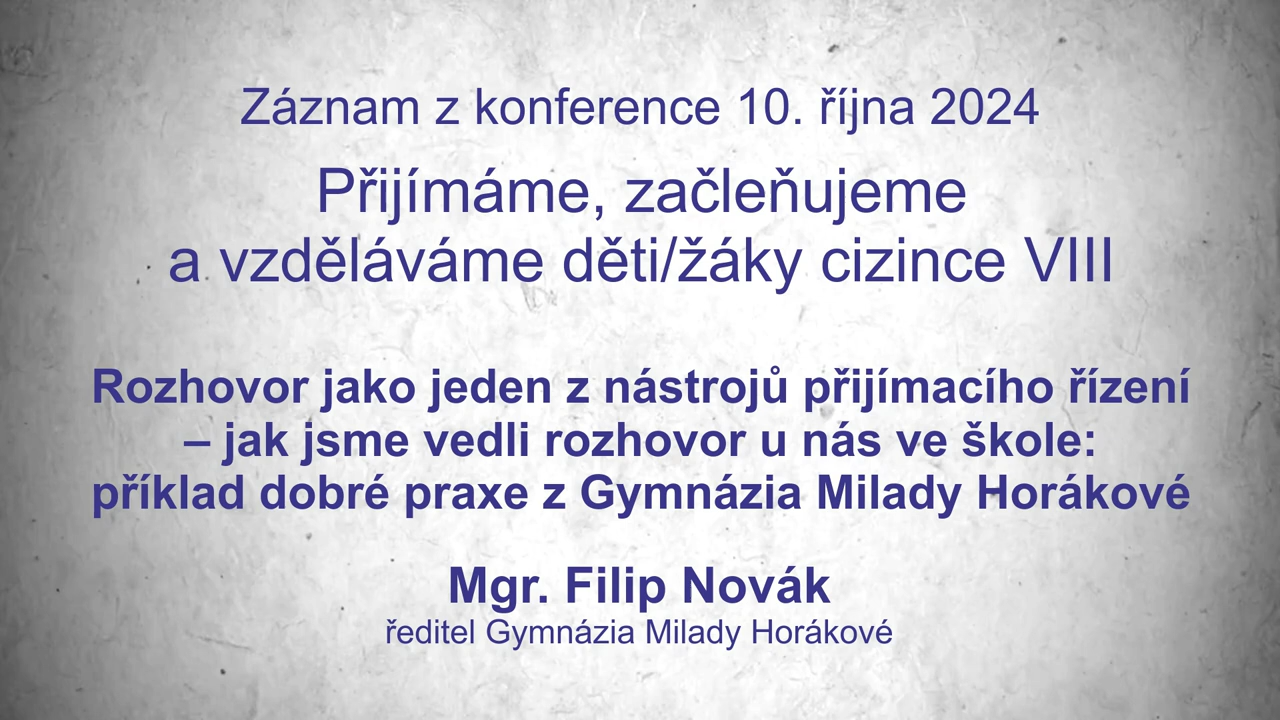 Záznam z konference 10. října 2024
Přijímáme, začleňujeme
a vzděláváme děti/žáky cizince VIII
Rozhovor jako jeden z nástrojů přijímacího řízení
– jak jsme vedli rozhovor u nás ve škole:
příklad dobré praxe z Gymnázia Milady Horákové
Mgr. Filip Novák
ředitel Gymnázia Milady Horákové